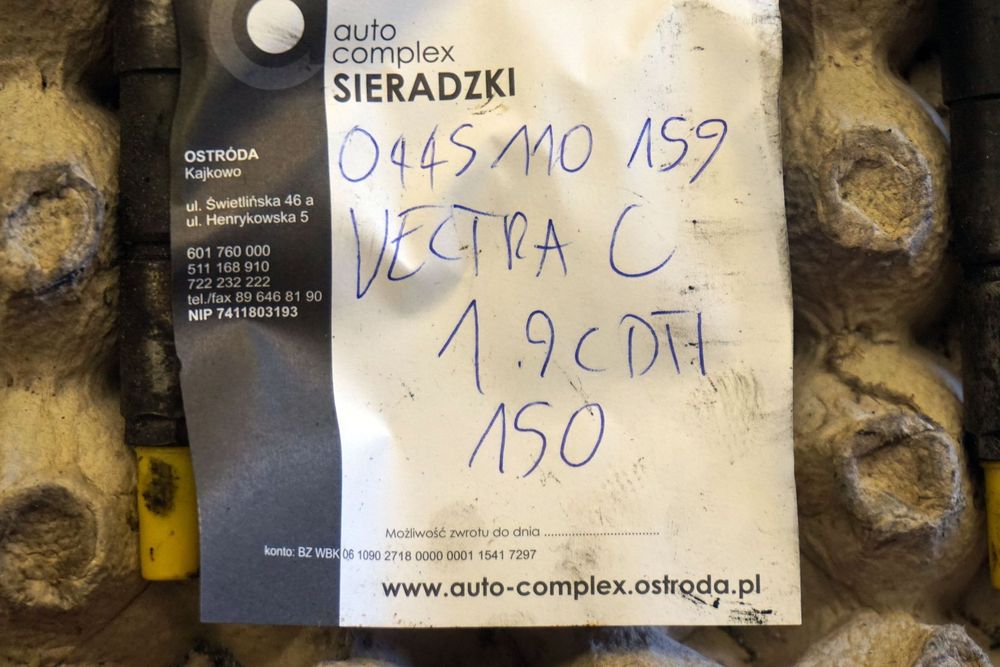 auto
complex
SIERADZKI
OSTRÓDA
Kajkowo
ul. Świetlińska 46 a
ul. Henrykowska 5
601 760 000
511 168 910
722 232 222
tel./fax 89 646 81 90
NIP 7411803193
0445 110 159
VECTRA C
1.9 CDTI
150
Możliwość zwrotu do dnia ..............................
konto: BZ WBK 06 1090 2718 0000 0001 1541 7297
www.auto-complex.ostroda.pl